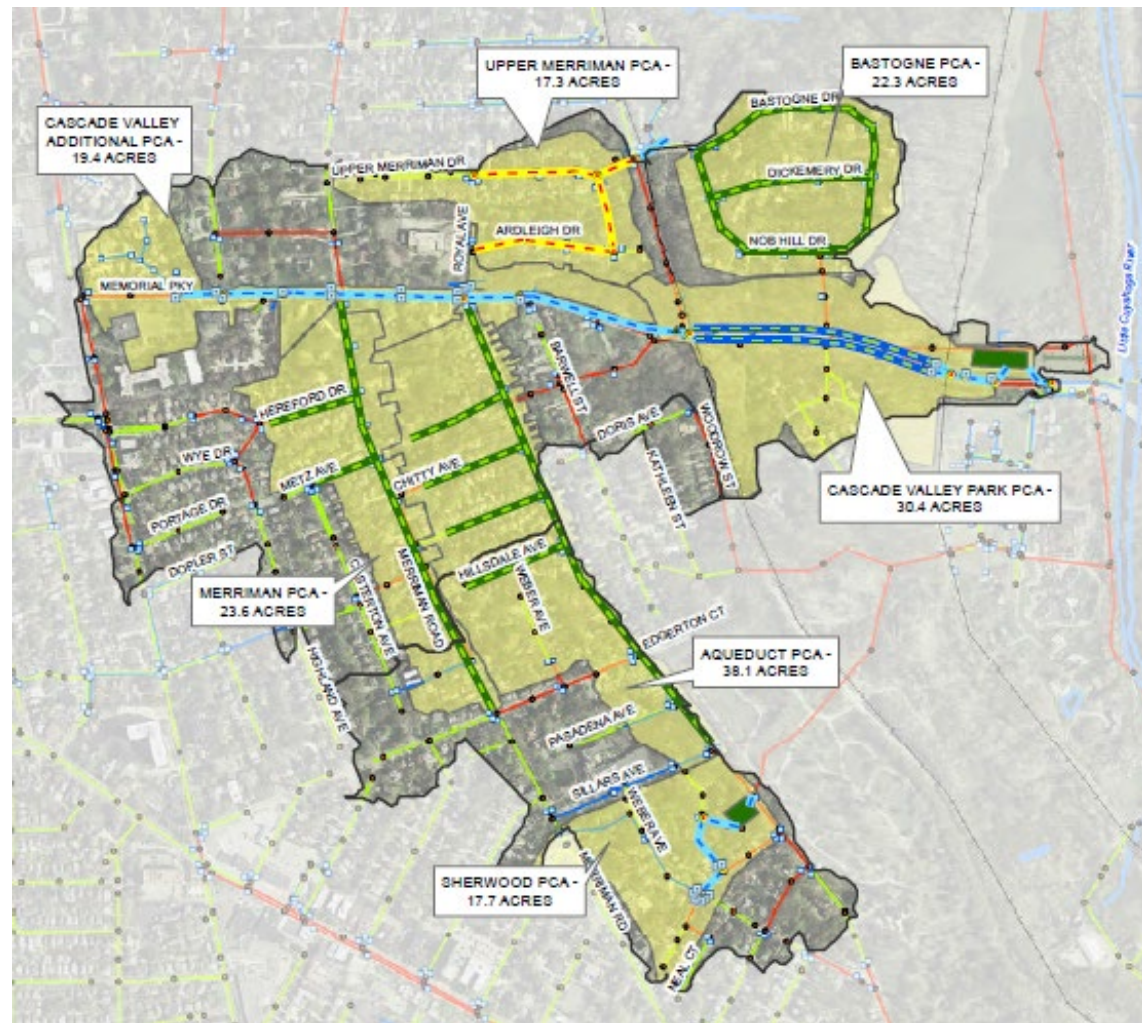 UPPER MERRIMAN PCA -
17.3 ACRES
BASTOGNE PCA -
22.3 ACRES
CASCADE VALLEY
ADDITIONAL PCA -
19.4 ACRES
BASTOGNE DR
UPPER MERRIMAN DR
DICKEMERY DR
ROYAL AVE
ARDLEIGH DR
NOB HILL DR
Little Cuyahoga River
MEMORIAL PKY
BARWELL ST
HEREFORD DR
DORIS AVE
WOODROW ST
WYE DR
METZ AVE
CHITTY AVE
KATHLEEN ST
CASCADE VALLEY PARK PCA -
30.4 ACRES
PORTAGE DR
DOPLER ST
HILLSDALE AVE
WEBER AVE
MERRIMAN PCA -
23.6 ACRES
CASTERTON AVE
MERRIMAN ROAD
EDGERTON CT
HIGHLAND AVE
AQUEDUCT PCA -
38.1 ACRES
PASADENA AVE
SILLARS AVE
WEBER AVE
SHERWOOD PCA -
17.7 ACRES
MERRIMAN RD
NEAL CT